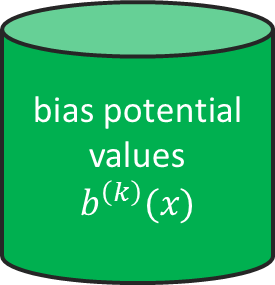 bias potential
values
b^{(k)}(x)